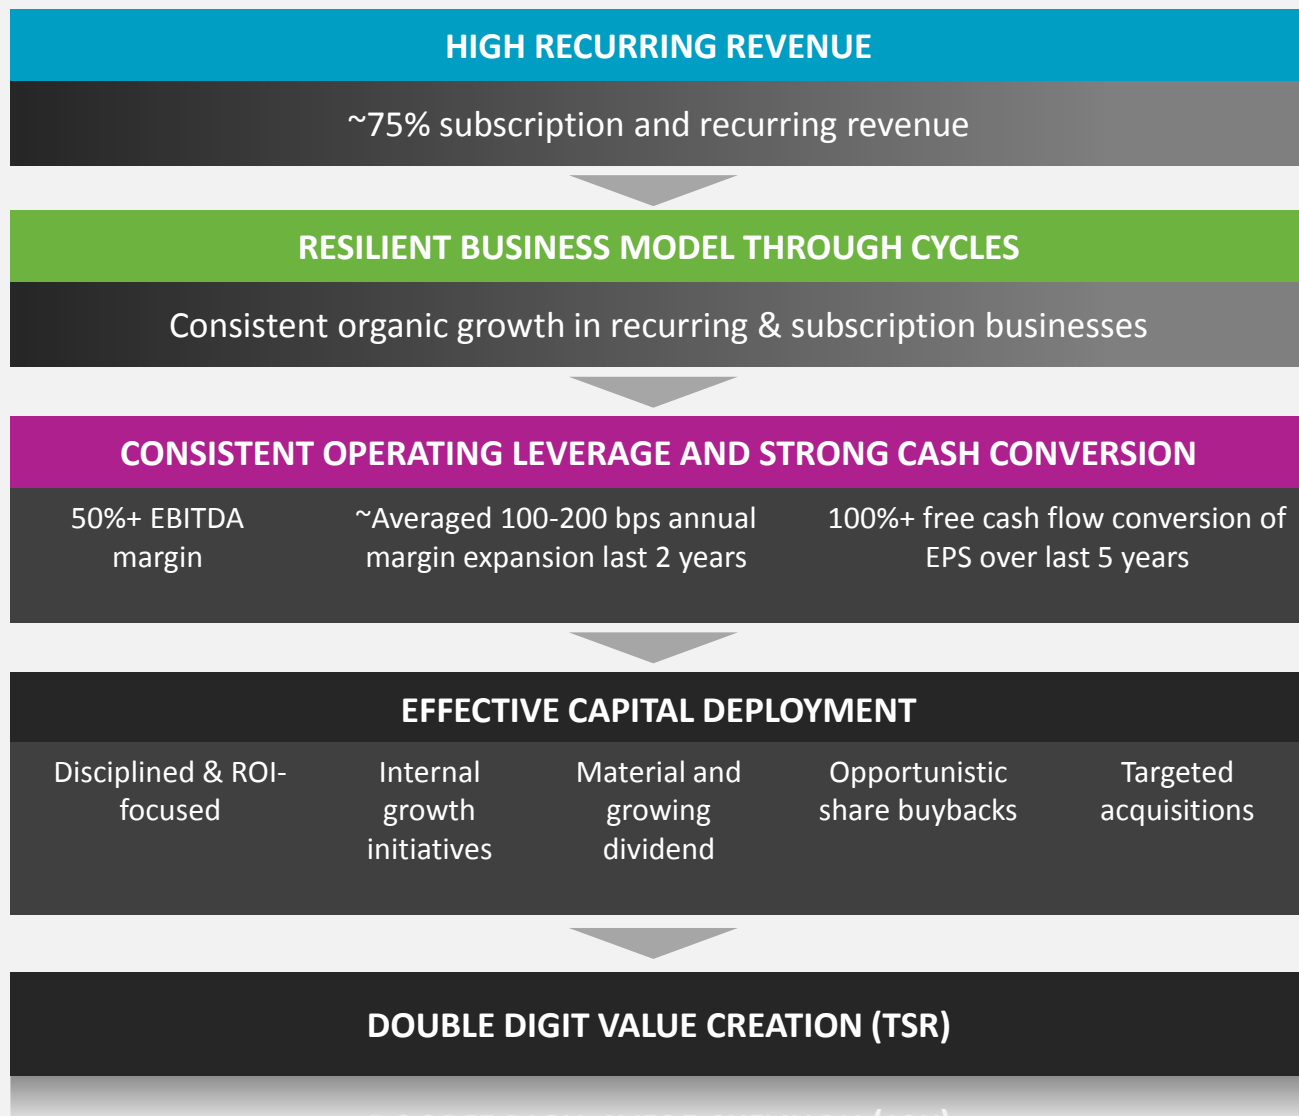 HIGH RECURRING REVENUE
~75% subscription and recurring revenue
RESILIENT BUSINESS MODEL THROUGH CYCLES
Consistent organic growth in recurring & subscription businesses
CONSISTENT OPERATING LEVERAGE AND STRONG CASH CONVERSION
50%+ EBITDA
margin
~Averaged 100-200 bps annual
margin expansion last 2 years
100%+ free cash flow conversion of
EPS over last 5 years
EFFECTIVE CAPITAL DEPLOYMENT
Disciplined & ROI-
focused
Internal
growth
initiatives
Material and
growing
dividend
Opportunistic
share buybacks
Targeted
acquisitions
DOUBLE DIGIT VALUE CREATION (TSR)